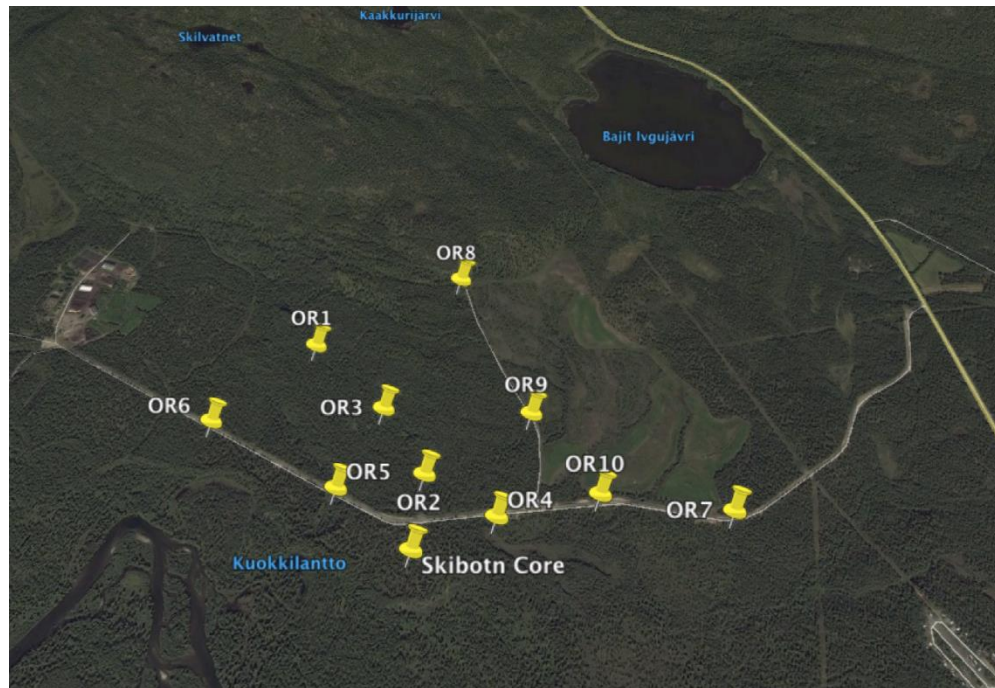 Kaakkurijärvi
Skilvatnet
Bajit Ivgujávri
OR8
OR1
OR9
OR6
OR3
OR10
OR5
OR2
OR4
OR7
Kuokkilantto
Skibotn Core